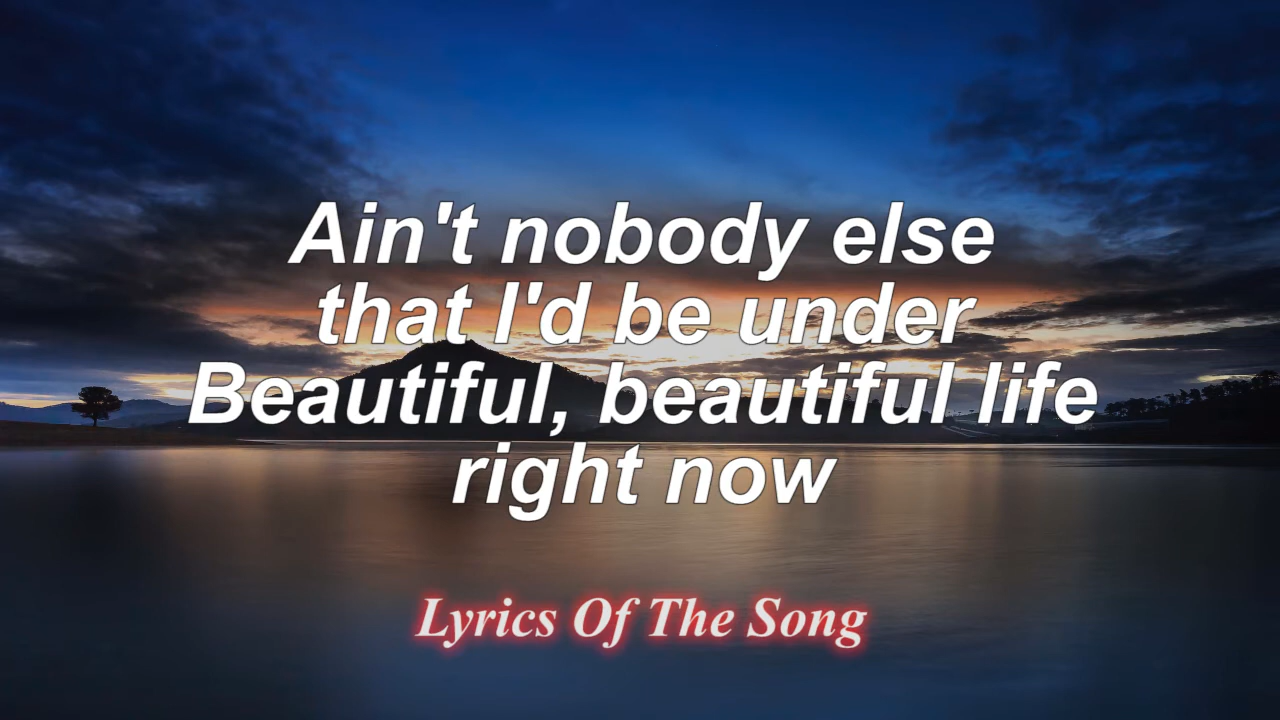 Ain't nobody else
that I'd be under
Beautiful, beautiful life
right now
Lyrics Of The Song